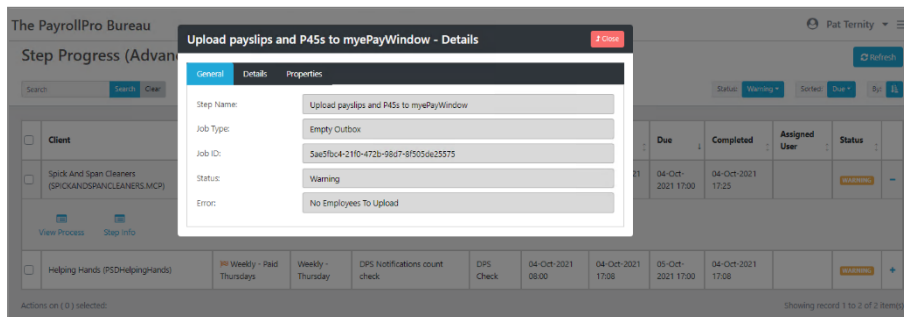 The PayrollPro Bureau
Pat Ternity
Step Progress (Advan
Refresh
Search
Search
Clear
Status:
Warning
Sorted:
Due
By:
Upload payslips and P45s to myePayWindow - Details
Close
General
Details
Properties
Step Name:
Upload payslips and P45s to myePayWindow
Job Type:
Empty Outbox
Job ID:
5ae5fbc4-21f0-472b-98d7-8f505de25575
Status:
Warning
Error:
No Employees To Upload
Client
Due
Completed
Assigned
User
Status
Spick And Span Cleaners
(SPICKANDSPANCLEANERS.MCP)
21
04-Oct-
2021 17:00
04-Oct-2021
17:25
WARNING
View Process
Step Info
Helping Hands (PSDHelpingHands)
Weekly - Paid
Thursdays
Weekly -
Thursday
DPS Notifications count
check
DPS
Check
04-Oct-2021
08:00
04-Oct-2021
17:08
05-Oct-
2021 17:00
04-Oct-2021
17:08
WARNING
Actions on ( 0 ) selected:
Showing record 1 to 2 of 2 item(s)